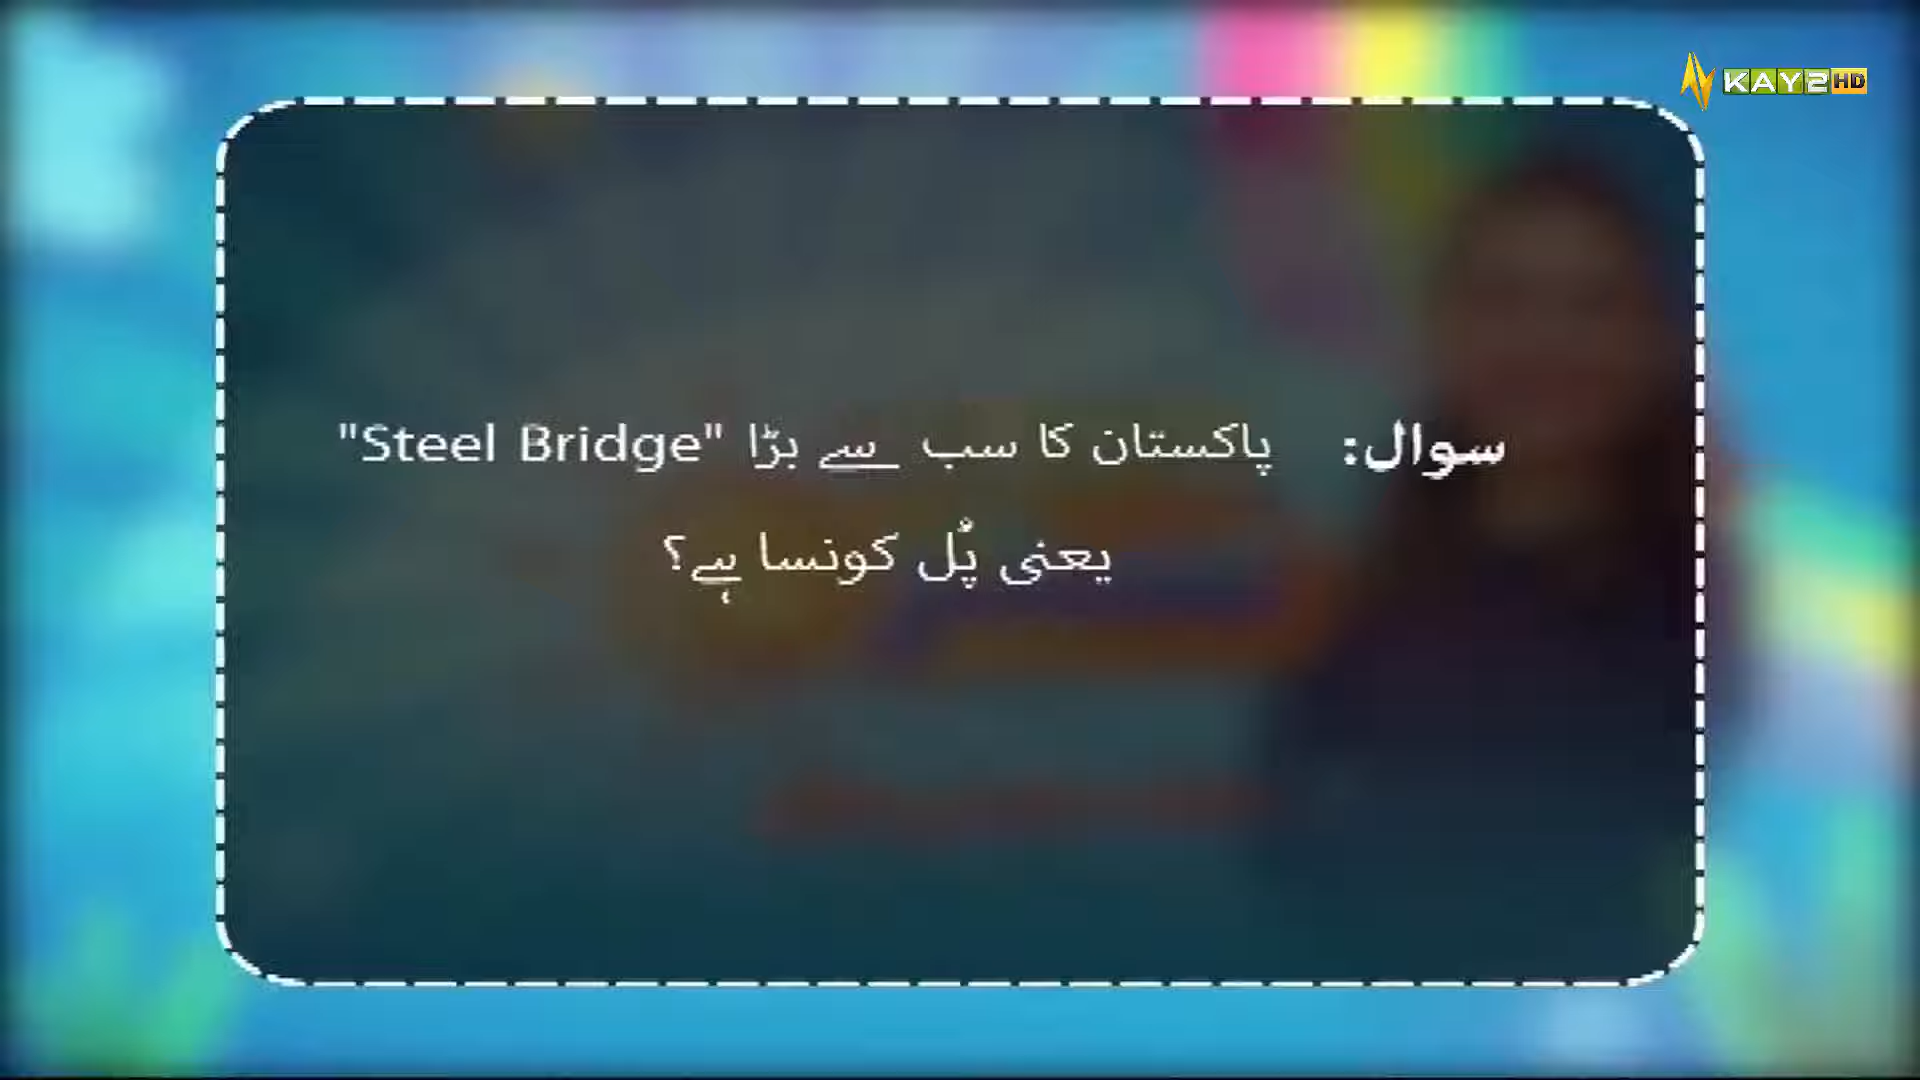 KAY2 HD
سوال: پاکستان کا سب سے بڑا "Steel Bridge"
یعنی پُل کونسا ہے؟